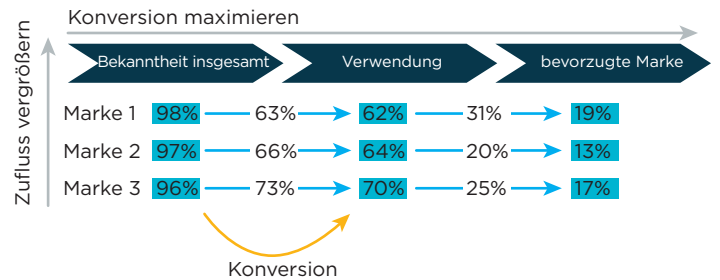 Konversion maximieren
Zufluss vergrößern
Bekanntheit insgesamt Verwendung bevorzugte Marke
Marke 1 98% 63% 62% 31% 19%
Marke 2 97% 66% 64% 20% 13%
Marke 3 96% 73% 70% 25% 17%
Konversion